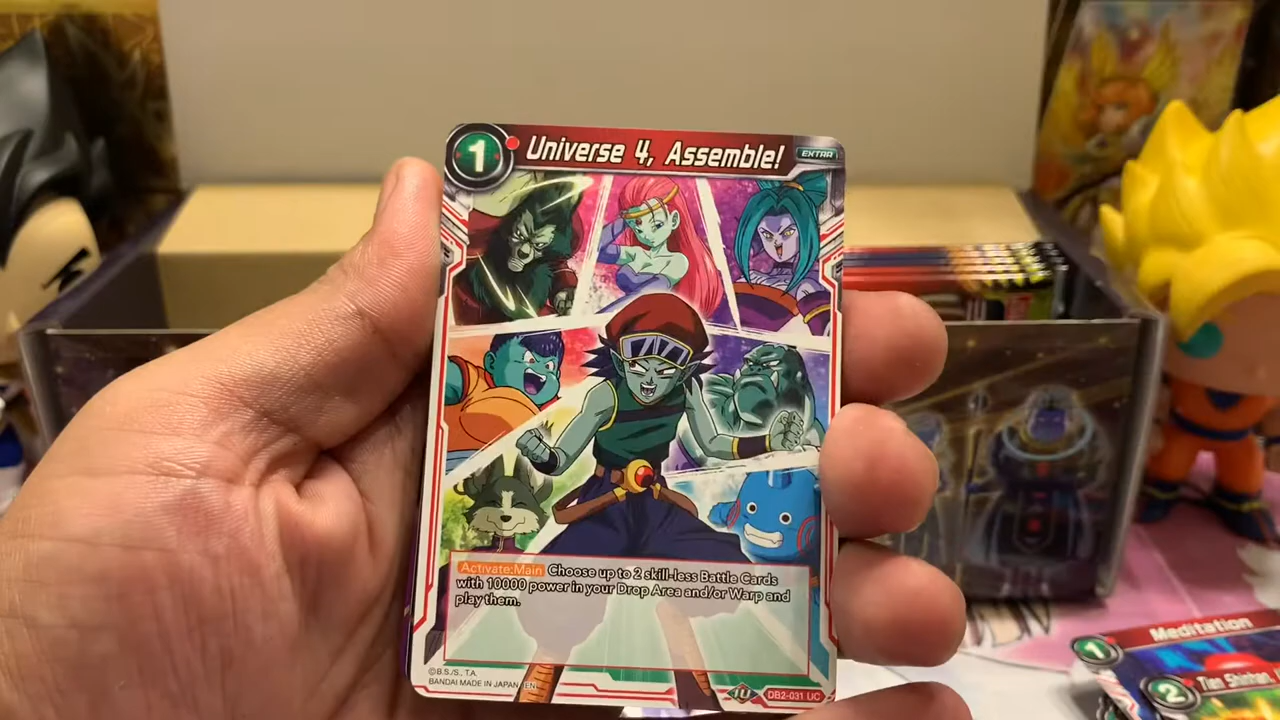 1 Universe 4, Assemble! EXTRA
Activate:Main Choose up to 2 skill-less Battle Cards
with 10000 power in your Drop Area and/or Warp and
play them.
©B.S./S., T.A.
BANDAI MADE IN JAPAN EN
1U DB2-031 UC
1 Meditation
2 Tien Shinhan,